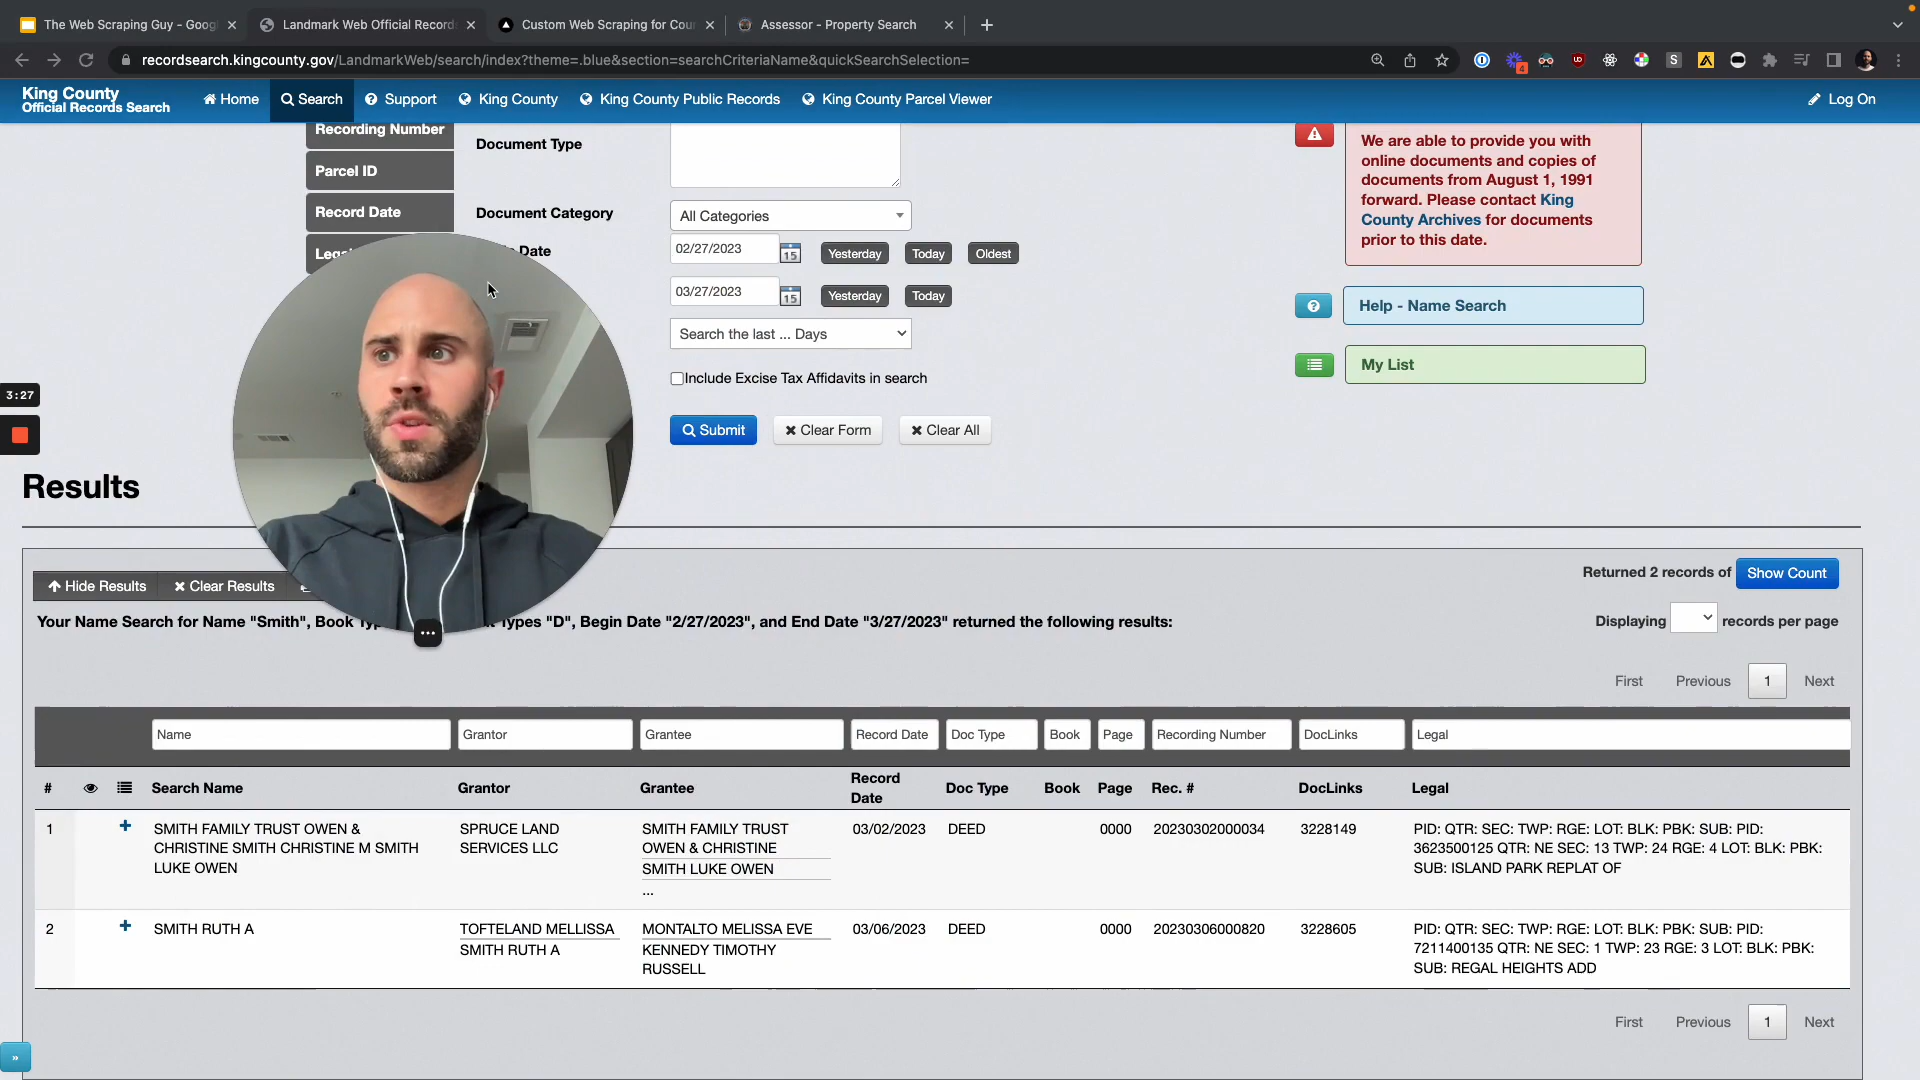 The Web Scraping Guy - Goog
Landmark Web Official Record
Custom Web Scraping for Cou
Assessor - Property Search
recordsearch.kingcounty.gov/LandmarkWeb/search/index?theme=.blue&section=searchCriteriaName&quickSearchSelection=
King County
Official Records Search
Home
Search
Support
King County
King County Public Records
King County Parcel Viewer
Log On
Recording Number
Parcel ID
Record Date
Document Type
Document Category
All Categories
Date
02/27/2023
15
Yesterday
Today
Oldest
03/27/2023
15
Yesterday
Today
Search the last ... Days
Include Excise Tax Affidavits in search
Submit
Clear Form
Clear All
We are able to provide you with
online documents and copies of
documents from August 1, 1991
forward. Please contact King
County Archives for documents
prior to this date.
Help - Name Search
My List
3:27
Results
Hide Results
Clear Results
Returned 2 records of
Show Count
Your Name Search for Name "Smith", Book Typ
Types "D", Begin Date "2/27/2023", and End Date "3/27/2023" returned the following results:
Displaying
records per page
First
Previous
1
Next
Name
Grantor
Grantee
Record Date
Doc Type
Book
Page
Recording Number
DocLinks
Legal
#
Search Name
Grantor
Grantee
Record
Date
Doc Type
Book
Page
Rec. #
DocLinks
Legal
1
SMITH FAMILY TRUST OWEN &
CHRISTINE SMITH CHRISTINE M SMITH
LUKE OWEN
SPRUCE LAND
SERVICES LLC
SMITH FAMILY TRUST
OWEN & CHRISTINE
SMITH LUKE OWEN
...
03/02/2023
DEED
0000
20230302000034
3228149
PID: QTR: SEC: TWP: RGE: LOT: BLK: PBK: SUB: PID:
3623500125 QTR: NE SEC: 13 TWP: 24 RGE: 4 LOT: BLK: PBK:
SUB: ISLAND PARK REPLAT OF
2
SMITH RUTH A
TOFTELAND MELLISSA
SMITH RUTH A
MONTALTO MELISSA EVE
KENNEDY TIMOTHY
RUSSELL
03/06/2023
DEED
0000
20230306000820
3228605
PID: QTR: SEC: TWP: RGE: LOT: BLK: PBK: SUB: PID:
7211400135 QTR: NE SEC: 1 TWP: 23 RGE: 3 LOT: BLK: PBK:
SUB: REGAL HEIGHTS ADD
First
Previous
1
Next